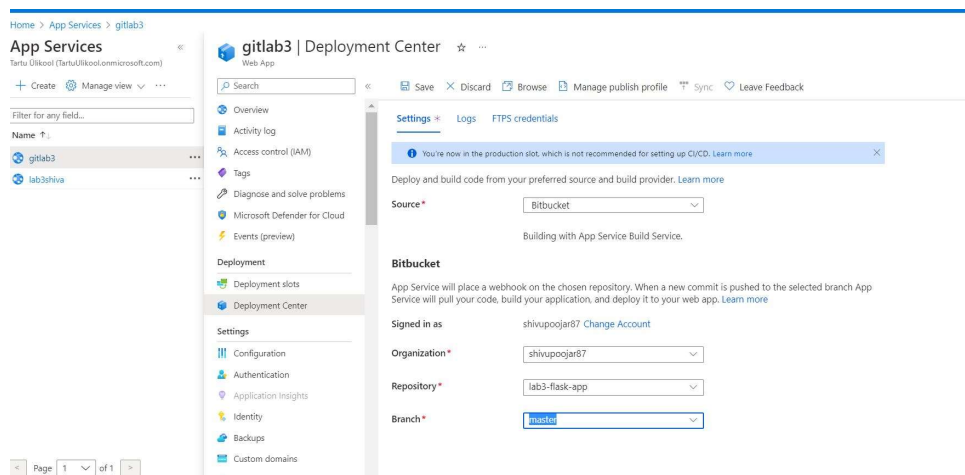 Home > App Services > gitlab3
App Services «
Tartu Ülikool (TartuUlikool.onmicrosoft.com)
+ Create Manage view ...
Filter for any field...
Name ↑↓
gitlab3 ...
lab3shiva ...
< Page 1 of 1 >
gitlab3 | Deployment Center ☆ ...
Web App
Search «
Overview
Activity log
Access control (IAM)
Tags
Diagnose and solve problems
Microsoft Defender for Cloud
Events (preview)
Deployment
Deployment slots
Deployment Center
Settings
Configuration
Authentication
Application Insights
Identity
Backups
Custom domains
Save Discard Browse Manage publish profile Sync Leave Feedback
Settings * Logs FTPS credentials
You're now in the production slot, which is not recommended for setting up CI/CD. Learn more
Deploy and build code from your preferred source and build provider. Learn more
Source* Bitbucket
Building with App Service Build Service.
Bitbucket
App Service will place a webhook on the chosen repository. When a new commit is pushed to the selected branch App
Service will pull your code, build your application, and deploy it to your web app. Learn more
Signed in as shivupoojar87 Change Account
Organization* shivupoojar87
Repository* lab3-flask-app
Branch* master